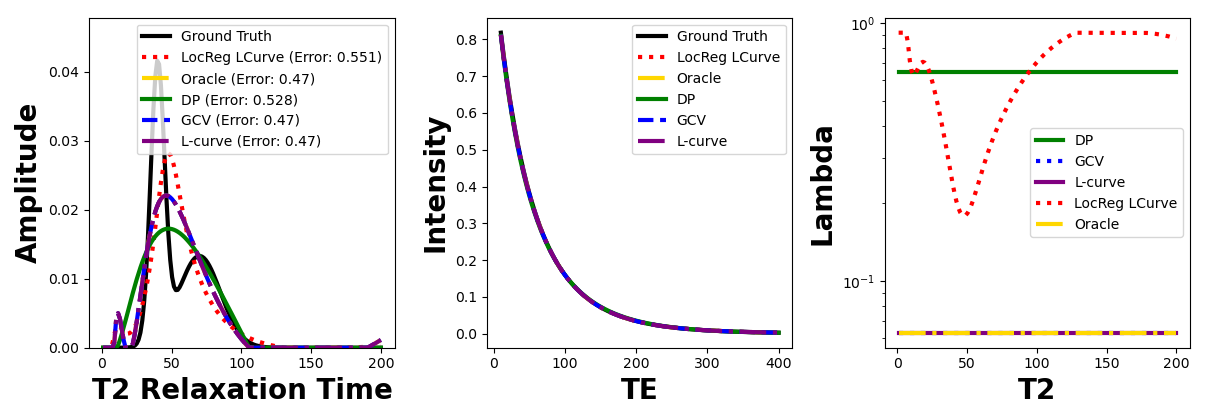 Amplitude
0.04
0.03
0.02
0.01
0.00
Ground Truth
LocReg LCurve (Error: 0.551)
Oracle (Error: 0.47)
DP (Error: 0.528)
GCV (Error: 0.47)
L-curve (Error: 0.47)
0 50 100 150 200
T2 Relaxation Time
Intensity
0.8
0.7
0.6
0.5
0.4
0.3
0.2
0.1
0.0
Ground Truth
LocReg LCurve
Oracle
DP
GCV
L-curve
0 100 200 300 400
TE
Lambda
10⁰
10⁻¹
DP
GCV
L-curve
LocReg LCurve
Oracle
0 50 100 150 200
T2